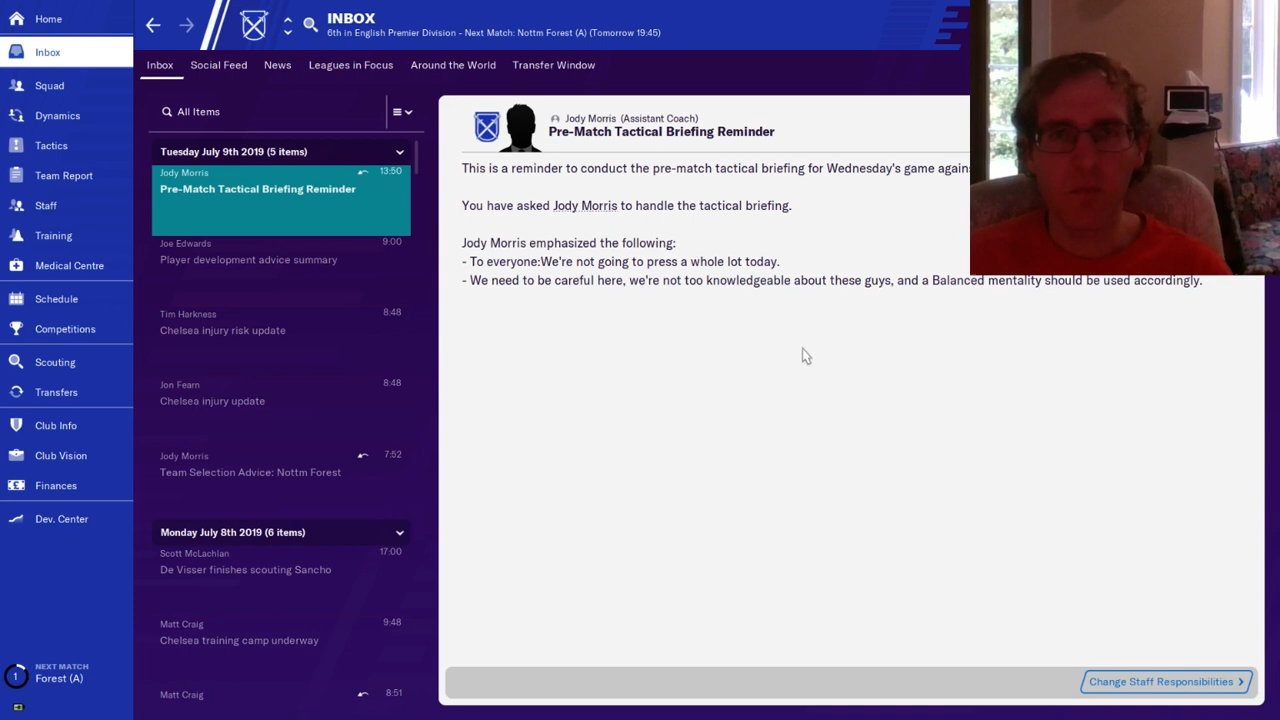 Home
Inbox
Squad
Dynamics
Tactics
Team Report
Staff
Training
Medical Centre
Schedule
Competitions
Scouting
Transfers
Club Info
Club Vision
Finances
Dev. Center
1
NEXT MATCH
Forest (A)
INBOX
6th in English Premier Division - Next Match: Nottm Forest (A) (Tomorrow 19:45)
Inbox Social Feed News Leagues in Focus Around the World Transfer Window
All Items
Tuesday July 9th 2019 (5 items)
Jody Morris 13:50
Pre-Match Tactical Briefing Reminder
Joe Edwards 9:00
Player development advice summary
Tim Harkness 8:48
Chelsea injury risk update
Jon Fearn 8:48
Chelsea injury update
Jody Morris 7:52
Team Selection Advice: Nottm Forest
Monday July 8th 2019 (6 items)
Scott McLachlan 17:00
De Visser finishes scouting Sancho
Matt Craig 9:48
Chelsea training camp underway
Matt Craig 8:51
Jody Morris (Assistant Coach)
Pre-Match Tactical Briefing Reminder
This is a reminder to conduct the pre-match tactical briefing for Wednesday's game agains
You have asked Jody Morris to handle the tactical briefing.
Jody Morris emphasized the following:
- To everyone:We're not going to press a whole lot today.
- We need to be careful here, we're not too knowledgeable about these guys, and a Balanced mentality should be used accordingly.
Change Staff Responsibilities